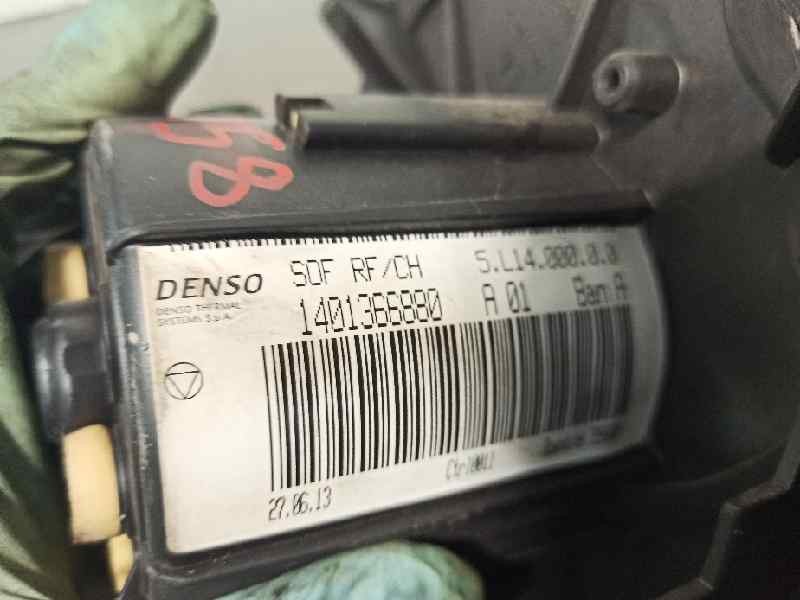 58
DENSO
DENSO THERMAL
SYSTEMS S.p.A.
SOF RF/CH 5.L14.000.0.0
1401366880 A 01 Bam A
27.06.13